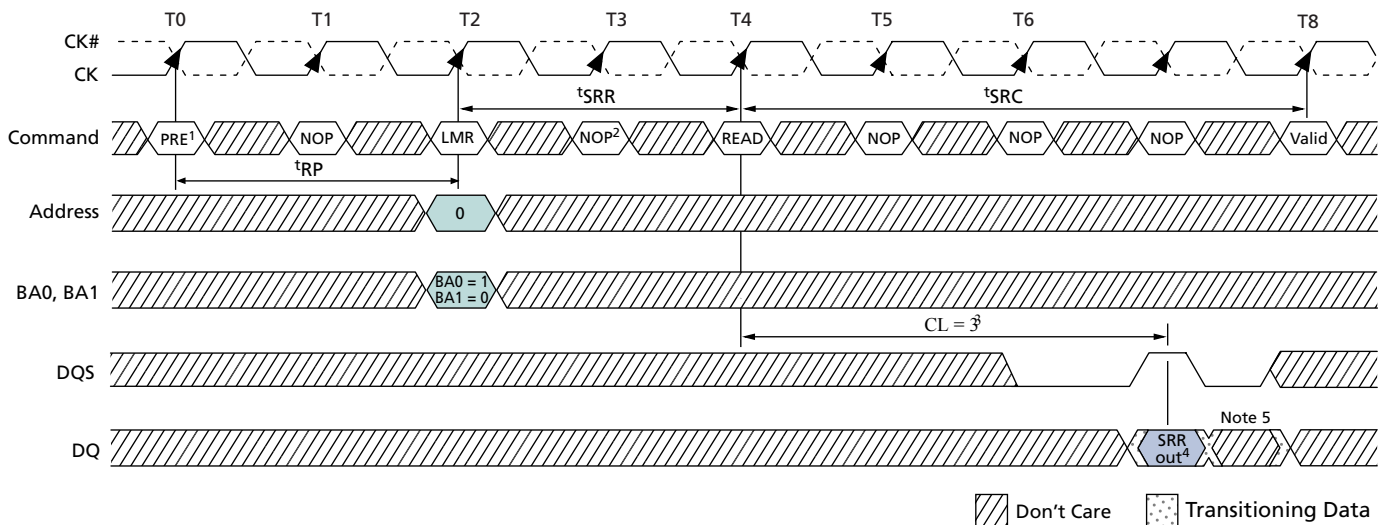 T0 T1 T2 T3 T4 T5 T6 T8
CK#
CK
tSRR tSRC
Command PRE1 NOP LMR NOP2 READ NOP NOP NOP Valid
tRP
Address 0
BA0, BA1 BA0 = 1
BA1 = 0
CL = 33
DQS
Note 5
DQ SRR
out4
Don't Care Transitioning Data